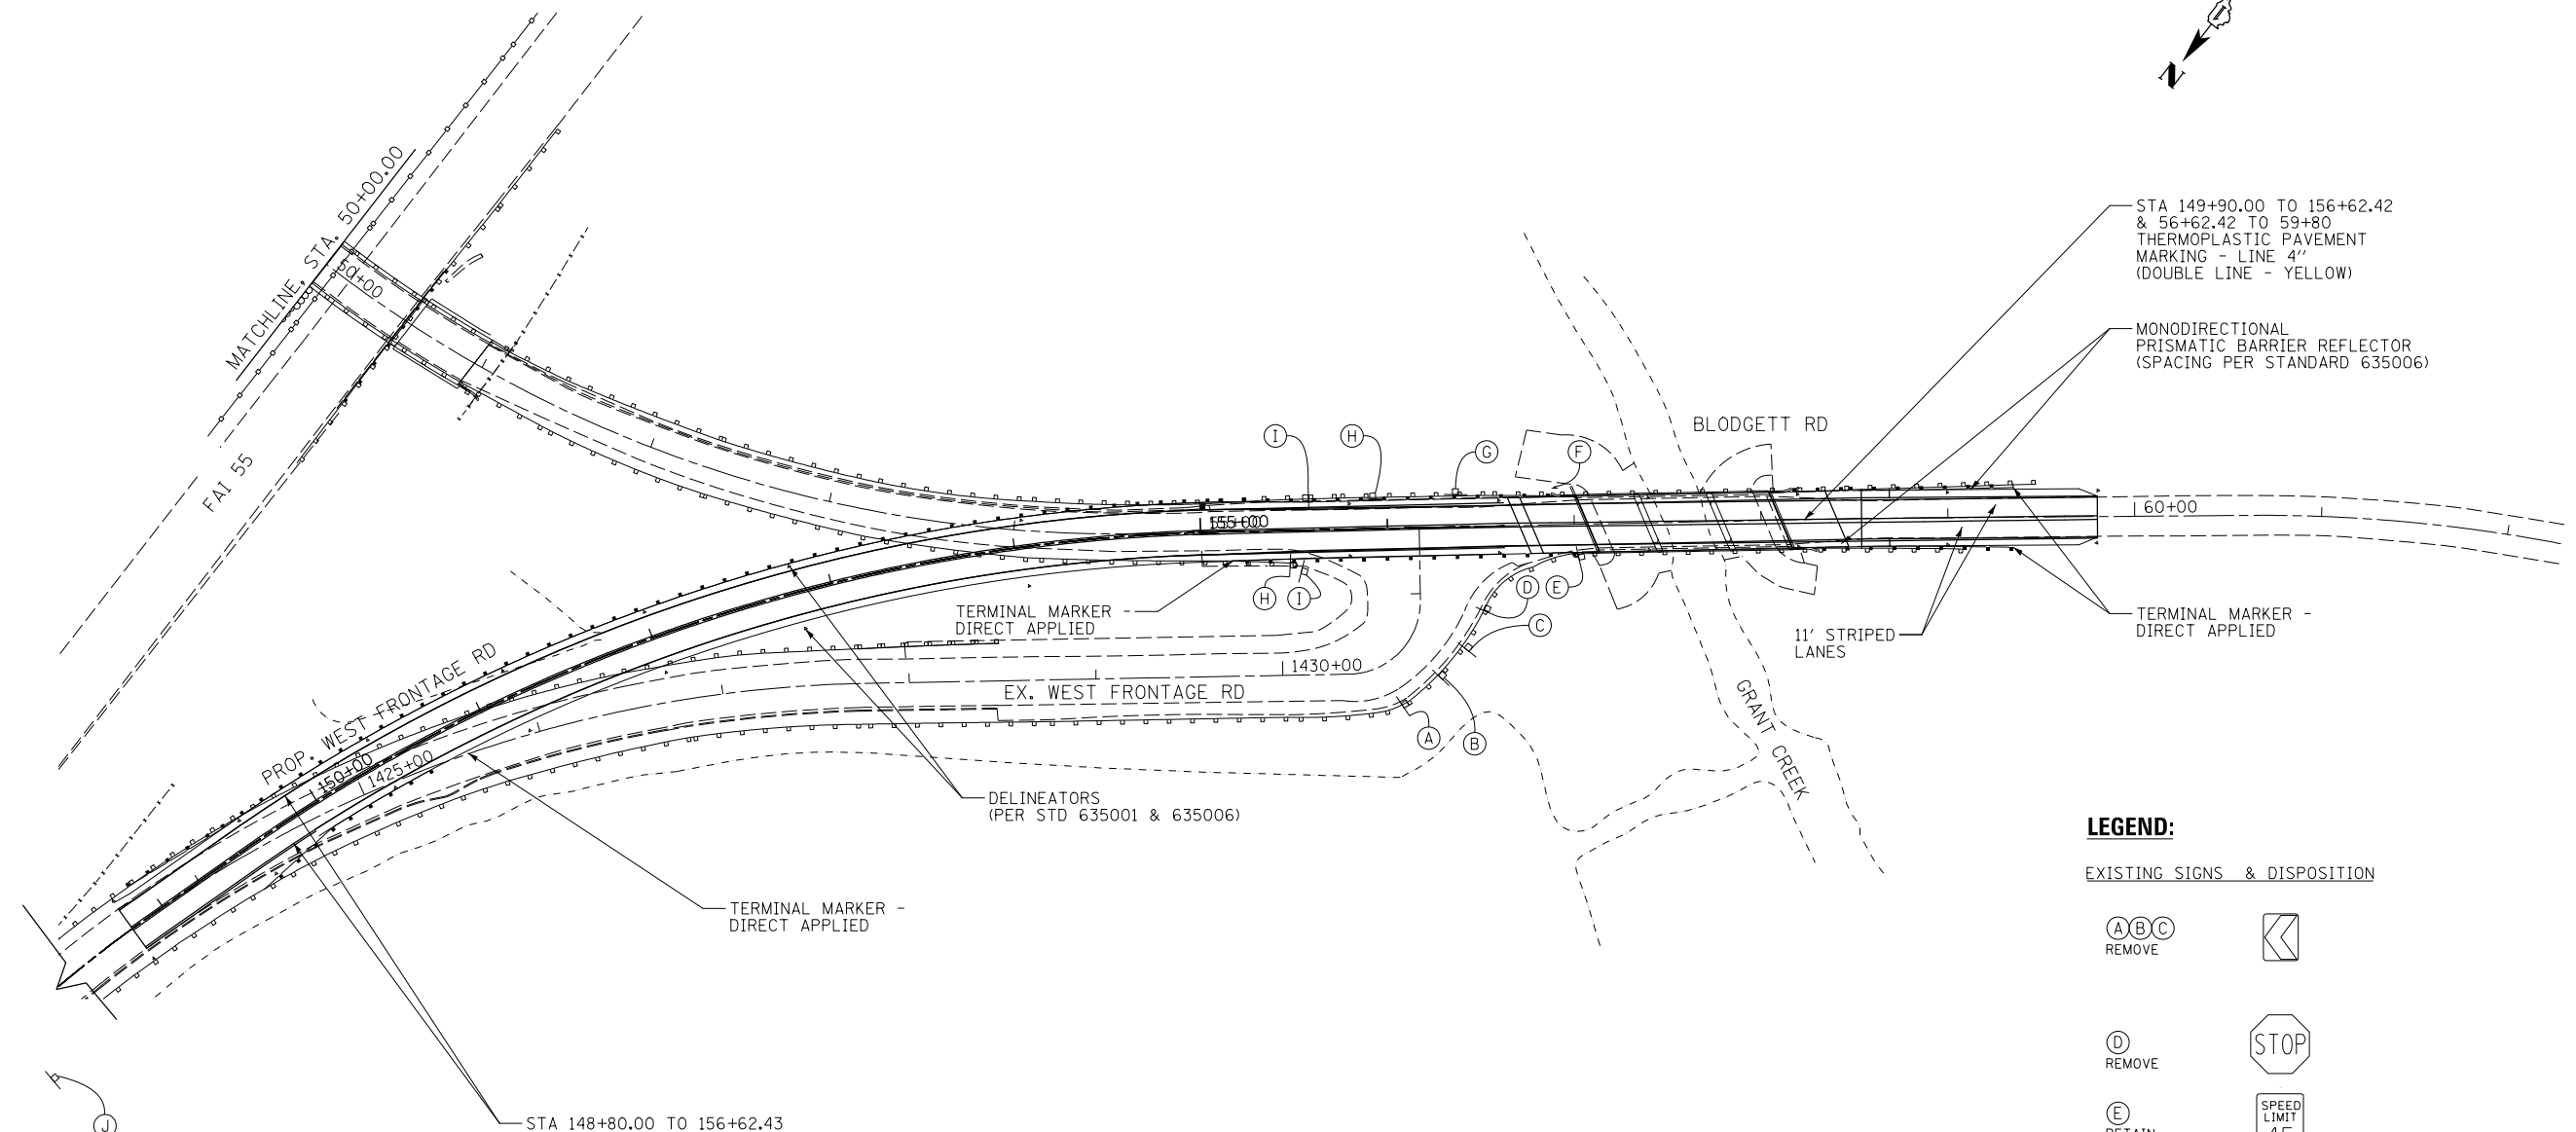 N
MATCHLINE, STA. 50+00.00
50+00
FAI 55
STA 149+90.00 TO 156+62.42
& 56+62.42 TO 59+80
THERMOPLASTIC PAVEMENT
MARKING - LINE 4''
(DOUBLE LINE - YELLOW)
MONODIRECTIONAL
PRISMATIC BARRIER REFLECTOR
(SPACING PER STANDARD 635006)
BLODGETT RD
I
H
G
F
60+00
H
I
D
E
C
TERMINAL MARKER -
DIRECT APPLIED
11' STRIPED
LANES
TERMINAL MARKER -
DIRECT APPLIED
1430+00
EX. WEST FRONTAGE RD
PROP. WEST FRONTAGE RD
150+00
1425+00
A
B
GRANT CREEK
DELINEATORS
(PER STD 635001 & 635006)
TERMINAL MARKER -
DIRECT APPLIED
STA 148+80.00 TO 156+62.43
J
LEGEND:
EXISTING SIGNS & DISPOSITION
A B C
REMOVE
D
REMOVE
STOP
E
RETAIN
SPEED
LIMIT
45